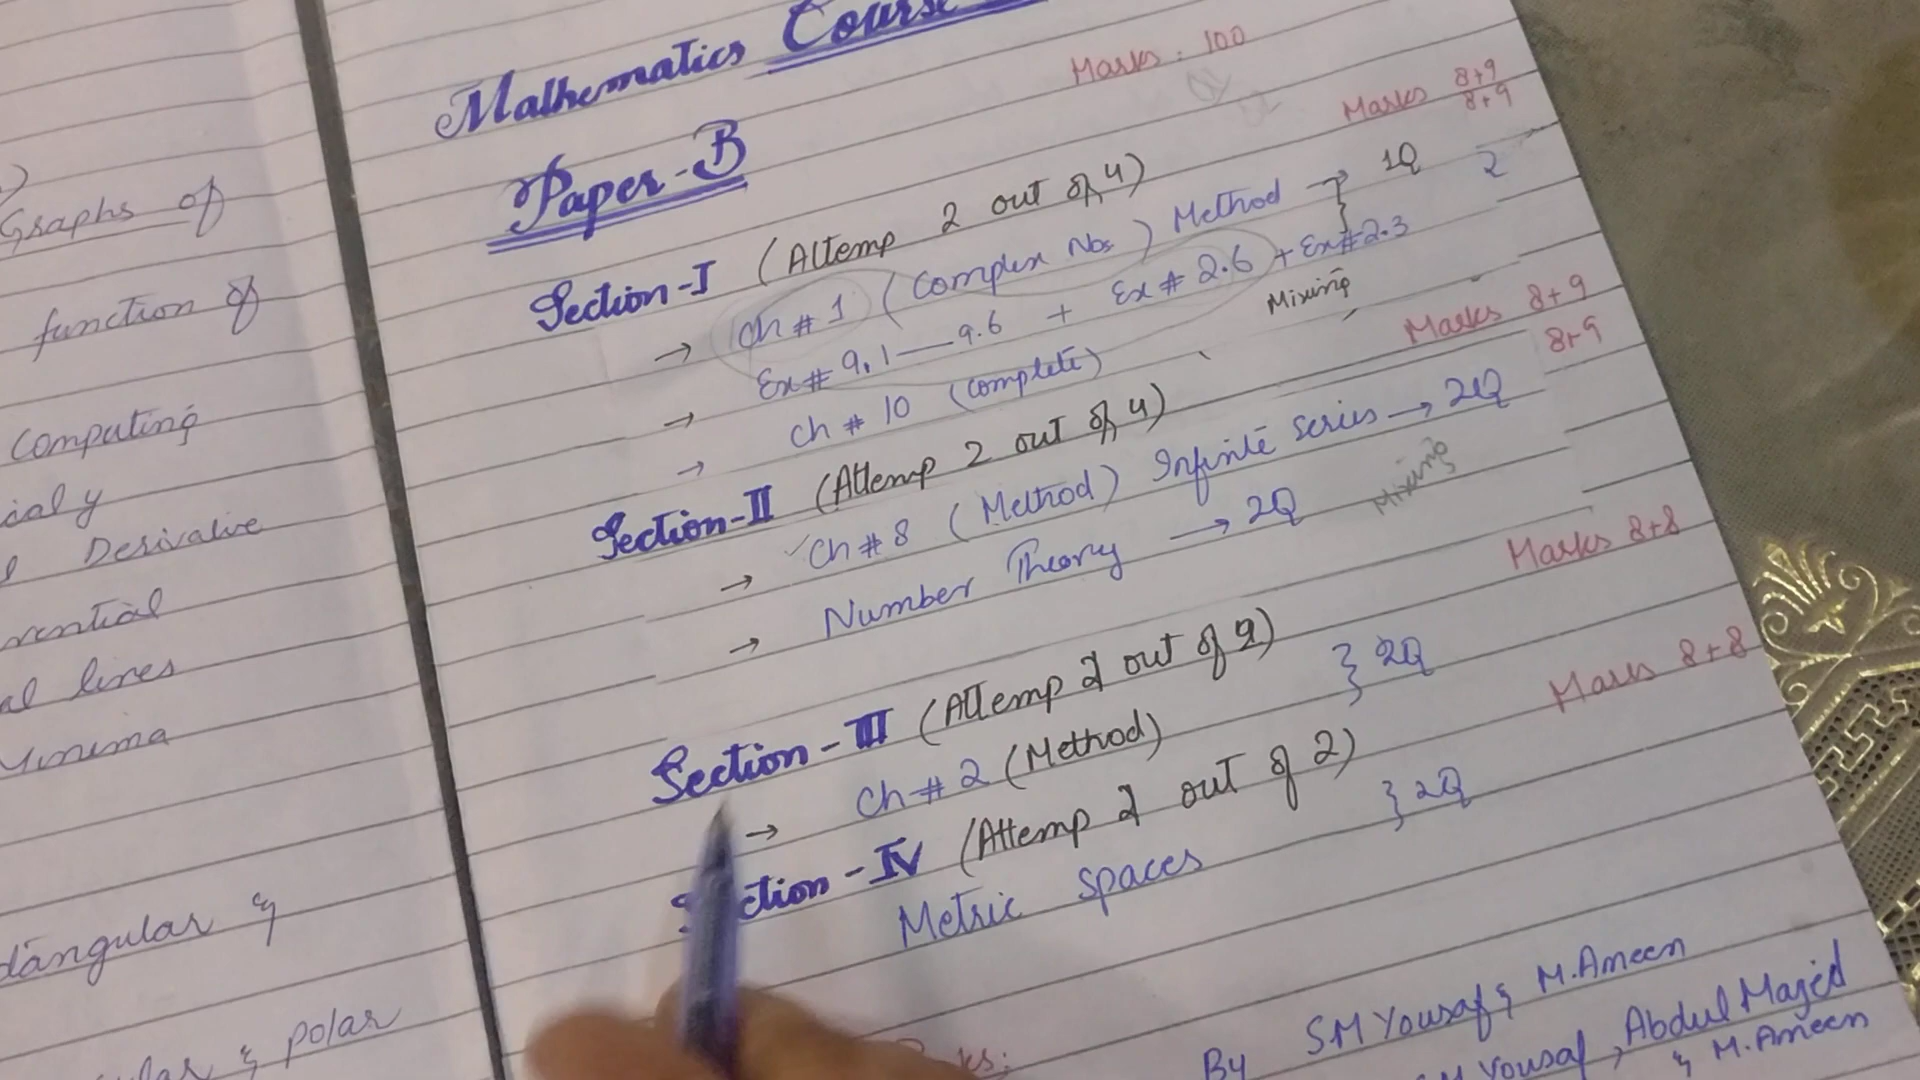 Graphs of
function of
Computing
Derivative
lines
polar
Mathematics Course
Marks : 100
Paper-B
Marks 8+9
8+9
Section-I (Attemp 2 out of 4)
→ Ch # 1 (Complex Nos) Method → 1Q 2
→ Ex # 9.1—9.6 + Ex # 2.6 + Ex#2.3
Mixing
→ Ch # 10 (Complete)
Marks 8+9
8+9
Section-II (Attemp 2 out of 4)
→ Ch # 8 (Method) Infinite series → 2Q
→ Number Theory → 2Q Mixing
Marks 8+8
Section-III (Attemp 2 out of 2)
→ Ch # 2 (Method) } 2Q
Marks 8+8
ction-IV (Attemp 2 out of 2)
Metric spaces } 2Q
By SM Yousaf & M.Ameen
Yousaf, Abdul Majed
& M.Ameen